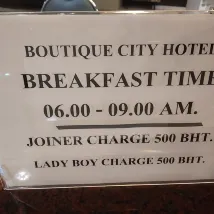 BOUTIQUE CITY HOTEL
BREAKFAST TIME
06.00 - 09.00 AM.
JOINER CHARGE 500 BHT.
LADY BOY CHARGE 500 BHT.